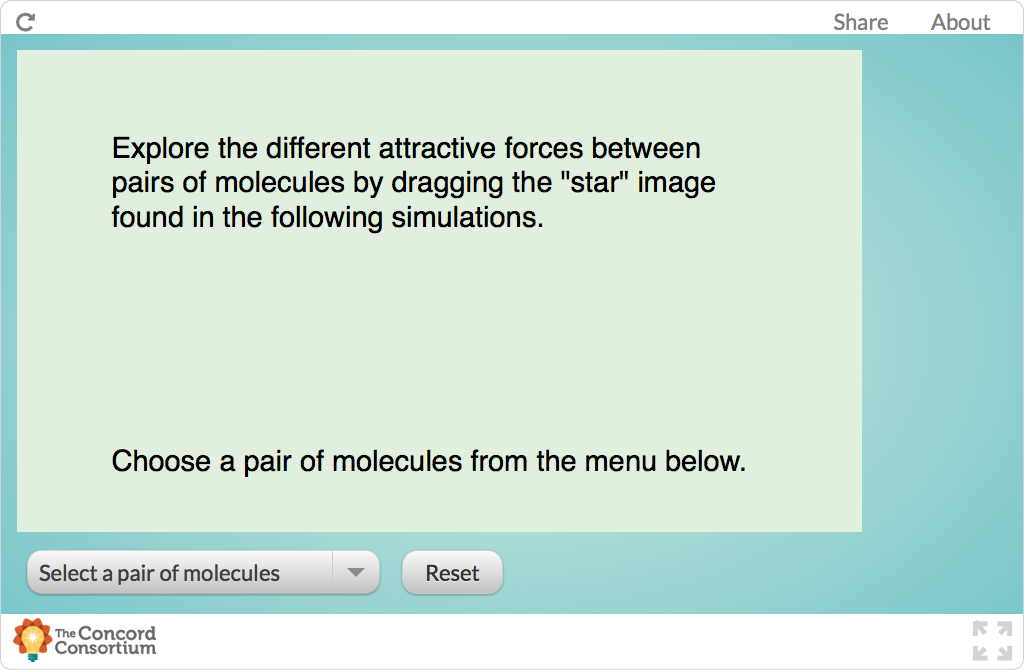 Share About
Explore the different attractive forces between
pairs of molecules by dragging the "star" image
found in the following simulations.
Choose a pair of molecules from the menu below.
Select a pair of molecules
Reset
The Concord
Consortium